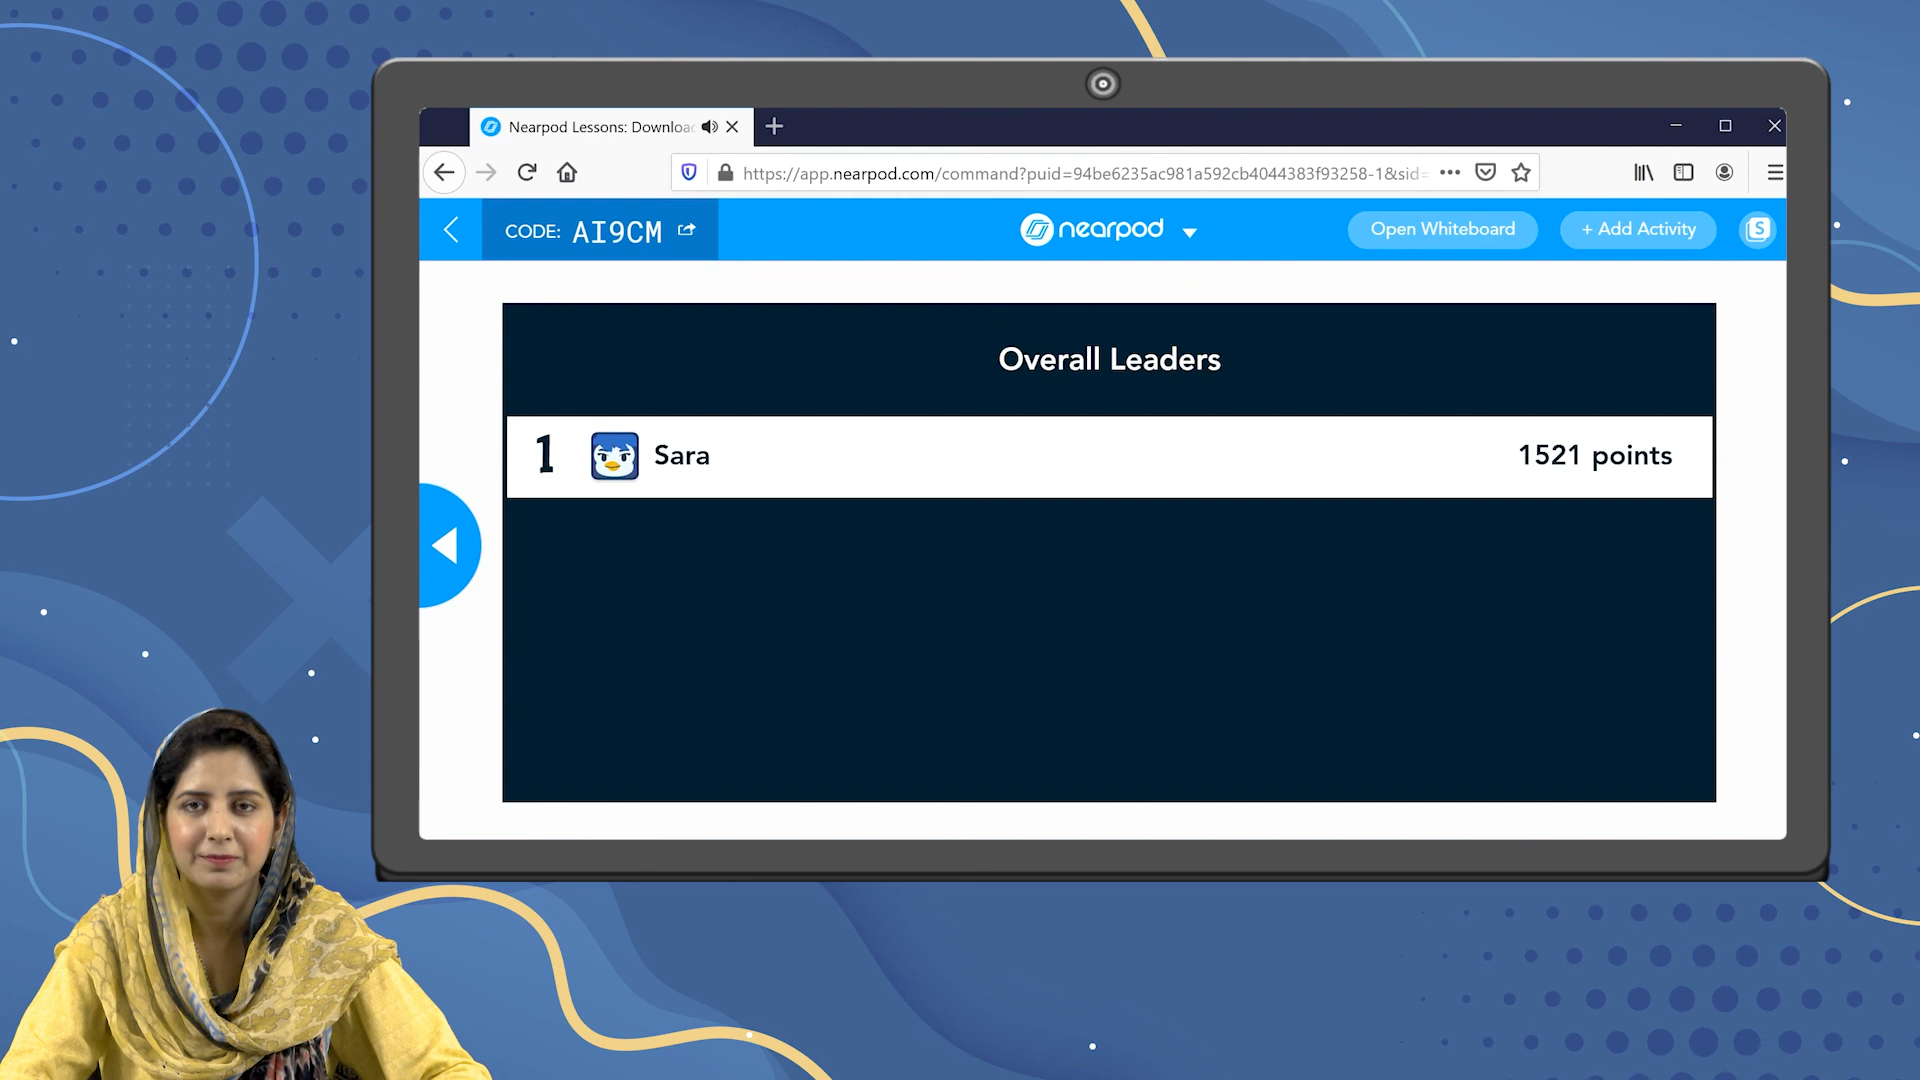 Nearpod Lessons: Downloa
https://app.nearpod.com/command?puid=94be6235ac981a592cb4044383f93258-1&sid=
CODE: AI9CM
nearpod
Open Whiteboard
+ Add Activity
S
Overall Leaders
1 Sara 1521 points